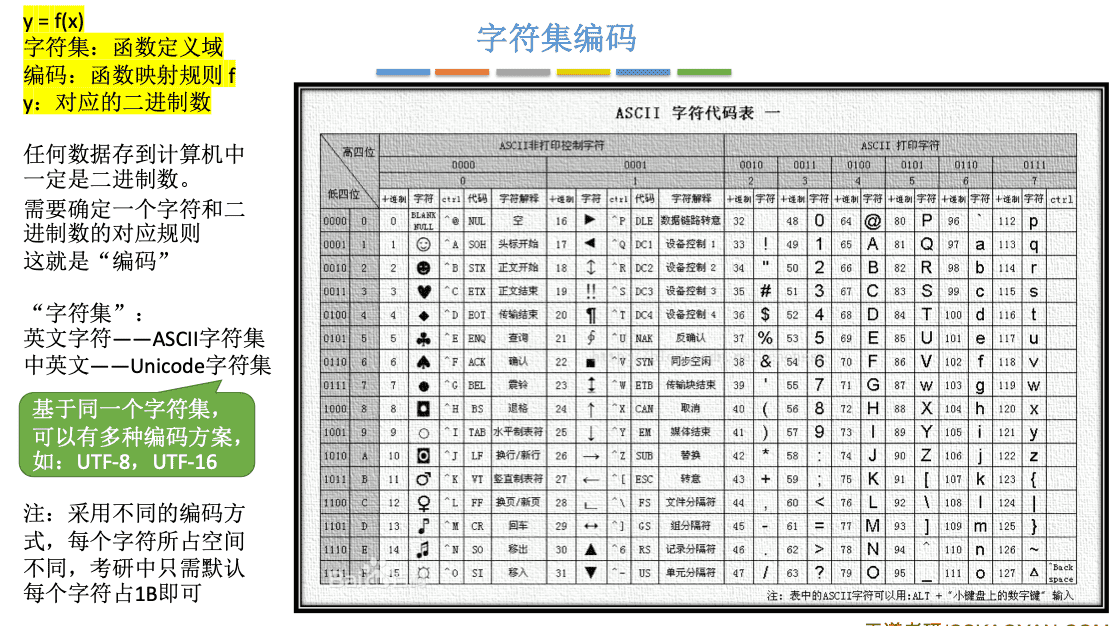 y = f(x)
字符集：函数定义域
编码：函数映射规则 f
y：对应的二进制数
字符集编码
任何数据存到计算机中
一定是二进制数。
需要确定一个字符和二
进制数的对应规则
这就是“编码”
“字符集”：
英文字符——ASCII字符集
中英文——Unicode字符集
基于同一个字符集，
可以有多种编码方案，
如：UTF-8，UTF-16
注：采用不同的编码方
式，每个字符所占空间
不同，考研中只需默认
每个字符占1B即可
ASCII 字符代码表 一
高四位 ASCII非打印控制字符 ASCII 打印字符
0000 0001 0010 0011 0100 0101 0110 0111
0 1 2 3 4 5 6 7
低四位 十进制 字符 ctrl 代码 字符解释 十进制 字符 ctrl 代码 字符解释 十进制 字符 十进制 字符 十进制 字符 十进制 字符 十进制 字符 十进制 字符 ctrl
0000 0 0 BLANK NULL ^@ NUL 空 16 ► ^P DLE 数据链路转意 32 48 0 64 @ 80 P 96 ` 112 p
0001 1 1 ☺ ^A SOH 头标开始 17 ◄ ^Q DC1 设备控制 1 33 ! 49 1 65 A 81 Q 97 a 113 q
0010 2 2 ☻ ^B STX 正文开始 18 ↕ ^R DC2 设备控制 2 34 " 50 2 66 B 82 R 98 b 114 r
0011 3 3 ♥ ^C ETX 正文结束 19 !! ^S DC3 设备控制 3 35 # 51 3 67 C 83 S 99 c 115 s
0100 4 4 ◆ ^D EOT 传输结束 20 ¶ ^T DC4 设备控制 4 36 $ 52 4 68 D 84 T 100 d 116 t
0101 5 5 ♣ ^E ENQ 查询 21 ∮ ^U NAK 反确认 37 % 53 5 69 E 85 U 101 e 117 u
0110 6 6 ♠ ^F ACK 确认 22 ■ ^V SYN 同步空闲 38 & 54 6 70 F 86 V 102 f 118 v
0111 7 7 ● ^G BEL 震铃 23 ↨ ^W ETB 传输块结束 39 ' 55 7 71 G 87 w 103 g 119 w
1000 8 8 ◘ ^H BS 退格 24 ↑ ^X CAN 取消 40 ( 56 8 72 H 88 X 104 h 120 x
1001 9 9 ○ ^I TAB 水平制表符 25 ↓ ^Y EM 媒体结束 41 ) 57 9 73 I 89 Y 105 i 121 y
1010 A 10 ◙ ^J LF 换行/新行 26 → ^Z SUB 替换 42 * 58 : 74 J 90 Z 106 j 122 z
1011 B 11 ♂ ^K VT 竖直制表符 27 ← ^[ ESC 转意 43 + 59 ; 75 K 91 [ 107 k 123 {
1100 C 12 ♀ ^L FF 换页/新页 28 ∟ ^\ FS 文件分隔符 44 , 60 < 76 L 92 \ 108 l 124 |
1101 D 13 ♪ ^M CR 回车 29 ↔ ^] GS 组分隔符 45 - 61 = 77 M 93 ] 109 m 125 }
1110 E 14 ♫ ^N SO 移出 30 ▲ ^6 RS 记录分隔符 46 . 62 > 78 N 94 ^ 110 n 126 ~
1111 F 15 ☼ ^O SI 移入 31 ▼ ^- US 单元分隔符 47 / 63 ? 79 O 95 _ 111 o 127 Δ ^Back space
注：表中的ASCII字符可以用:ALT + "小键盘上的数字键" 输入